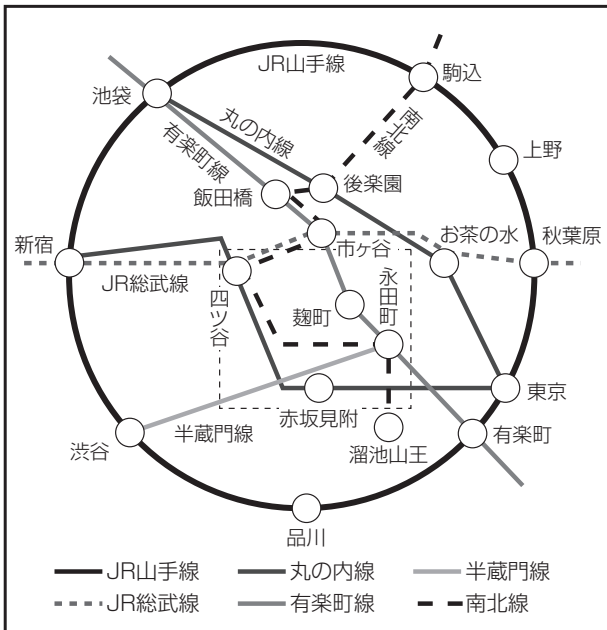 JR山手線
駒込
池袋
丸の内線
南北線
有楽町線
上野
飯田橋
後楽園
お茶の水
秋葉原
新宿
市ヶ谷
JR総武線
四ツ谷
麹町
永田町
東京
赤坂見附
半蔵門線
渋谷
溜池山王
有楽町
品川
JR山手線 丸の内線 半蔵門線
JR総武線 有楽町線 南北線